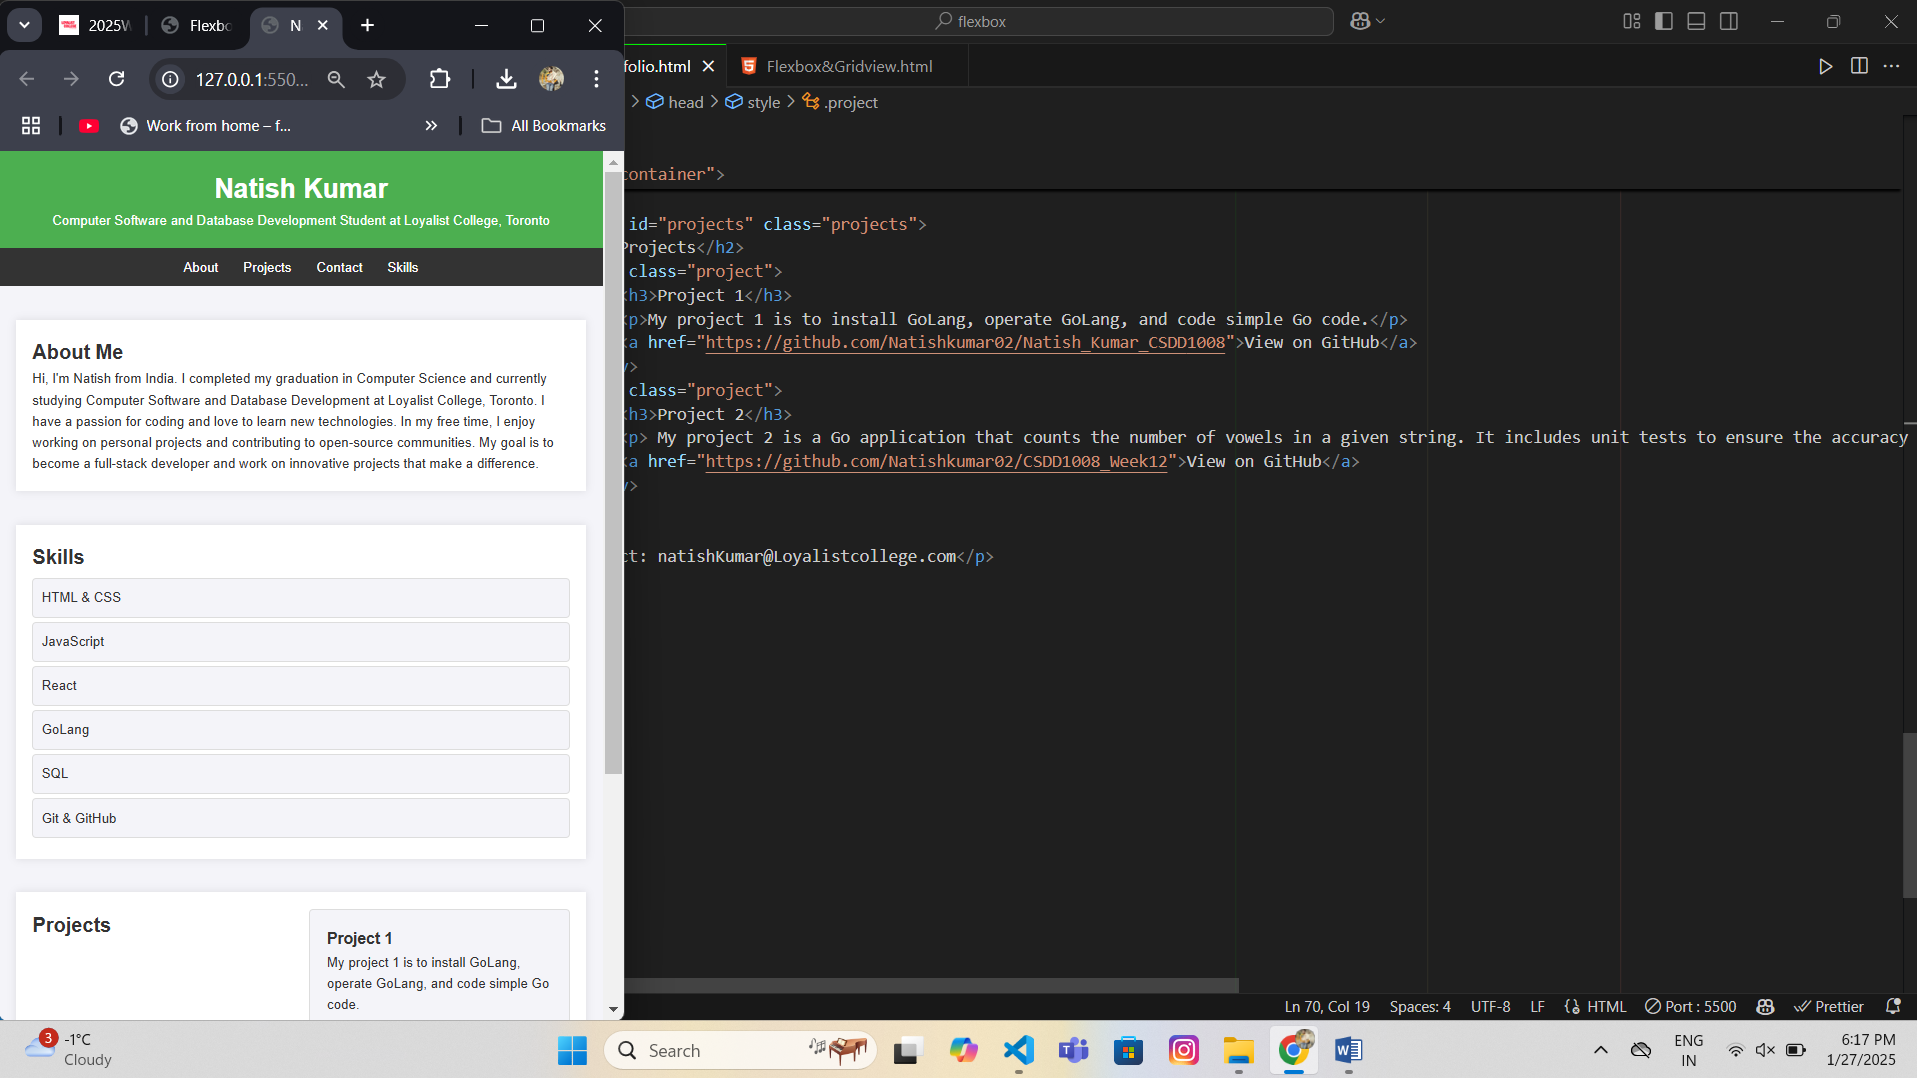 2025W
Flexbo
N
127.0.0.1:550...
Work from home – f...
All Bookmarks
Natish Kumar
Computer Software and Database Development Student at Loyalist College, Toronto
About Projects Contact Skills
About Me
Hi, I'm Natish from India. I completed my graduation in Computer Science and currently
studying Computer Software and Database Development at Loyalist College, Toronto. I
have a passion for coding and love to learn new technologies. In my free time, I enjoy
working on personal projects and contributing to open-source communities. My goal is to
become a full-stack developer and work on innovative projects that make a difference.
Skills
HTML & CSS
JavaScript
React
GoLang
SQL
Git & GitHub
Projects
Project 1
My project 1 is to install GoLang,
operate GoLang, and code simple Go
code.
flexbox
folio.html
Flexbox&Gridview.html
head > style > .project
container">
id="projects" class="projects">
Projects</h2>
class="project">
h3>Project 1</h3>
p>My project 1 is to install GoLang, operate GoLang, and code simple Go code.</p>
a href="https://github.com/Natishkumar02/Natish_Kumar_CSDD1008">View on GitHub</a>
>
class="project">
h3>Project 2</h3>
p> My project 2 is a Go application that counts the number of vowels in a given string. It includes unit tests to ensure the accuracy
a href="https://github.com/Natishkumar02/CSDD1008_Week12">View on GitHub</a>
>
ct: natishKumar@Loyalistcollege.com</p>
Ln 70, Col 19 Spaces: 4 UTF-8 LF HTML Port : 5500 Prettier
3
-1°C
Cloudy
Search
ENG
IN
6:17 PM
1/27/2025